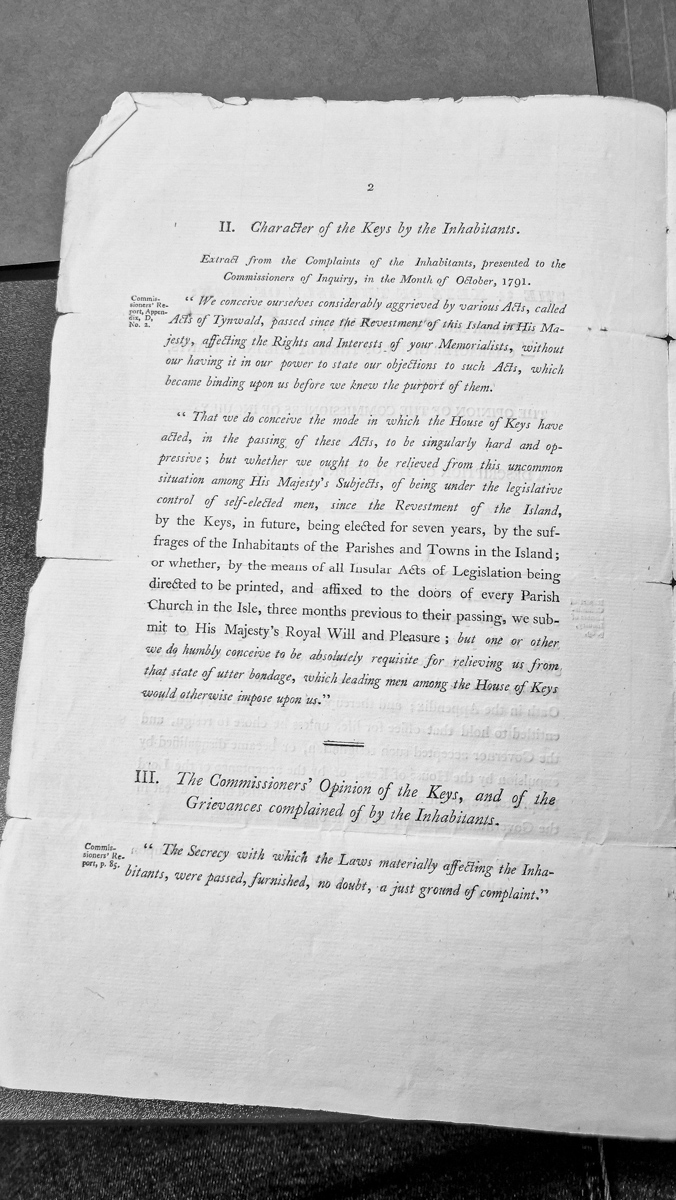 2
II. Character of the Keys by the Inhabitants.
Extract from the Complaints of the Inhabitants, presented to the
Commissioners of Inquiry, in the Month of October, 1791.
Commis-
sioners' Re-
port, Appen-
dix, D,
No. 2.
“ We conceive ourselves considerably aggrieved by various Acts, called
Acts of Tynwald, passed since the Revestment of this Island in His Ma-
jesty, affecting the Rights and Interests of your Memorialists, without
our having it in our power to state our objections to such Acts, which
became binding upon us before we knew the purport of them.
“ That we do conceive the mode in which the House of Keys have
acted, in the passing of these Acts, to be singularly hard and op-
pressive; but whether we ought to be relieved from this uncommon
situation among His Majesty's Subjects, of being under the legislative
control of self-elected men, since the Revestment of the Island,
by the Keys, in future, being elected for seven years, by the suf-
frages of the Inhabitants of the Parishes and Towns in the Island;
or whether, by the means of all Insular Acts of Legislation being
directed to be printed, and affixed to the doors of every Parish
Church in the Isle, three months previous to their passing, we sub-
mit to His Majesty's Royal Will and Pleasure; but one or other
we do humbly conceive to be absolutely requisite for relieving us from
that state of utter bondage, which leading men among the House of Keys
would otherwise impose upon us.”
III. The Commissioners' Opinion of the Keys, and of the
Grievances complained of by the Inhabitants.
Commis-
sioners' Re-
port, p. 85.
“ The Secrecy with which the Laws materially affecting the Inha-
bitants, were passed, furnished, no doubt, a just ground of complaint.”